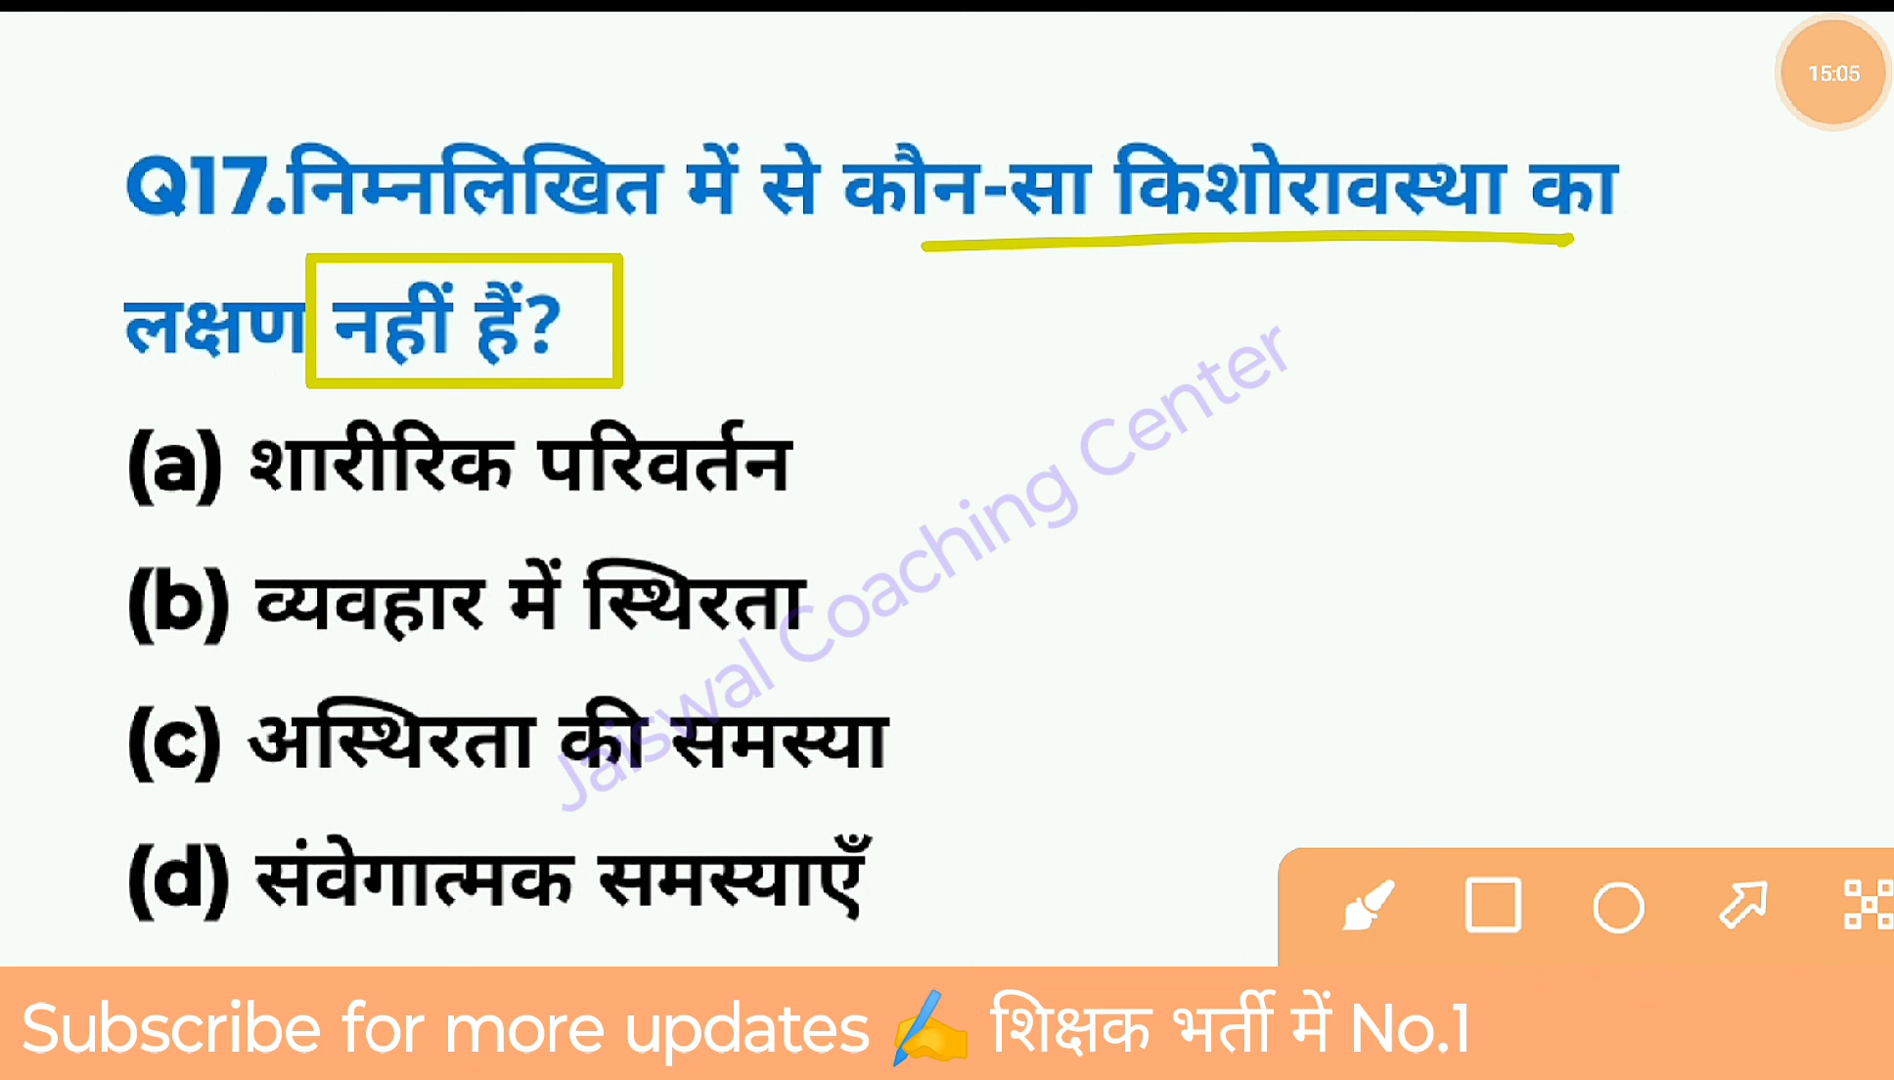 15:05
Q17.निम्नलिखित में से कौन-सा किशोरावस्था का
लक्षण नहीं हैं?
(a) शारीरिक परिवर्तन
(b) व्यवहार में स्थिरता
(c) अस्थिरता की समस्या
(d) संवेगात्मक समस्याएँ
Jaiswal Coaching Center
Subscribe for more updates ✍️ शिक्षक भर्ती में No.1